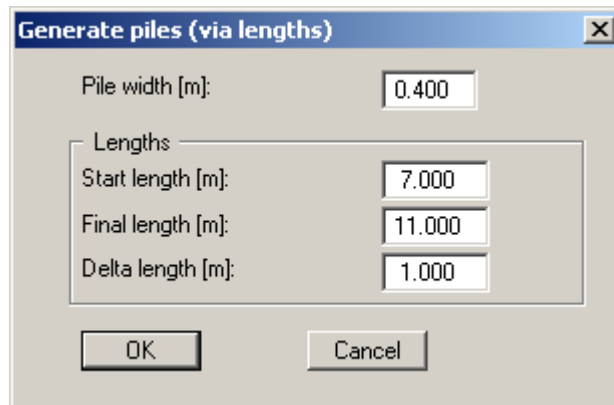 Generate piles (via lengths)
Pile width [m]: 0.400
Lengths
Start length [m]: 7.000
Final length [m]: 11.000
Delta length [m]: 1.000
OK Cancel